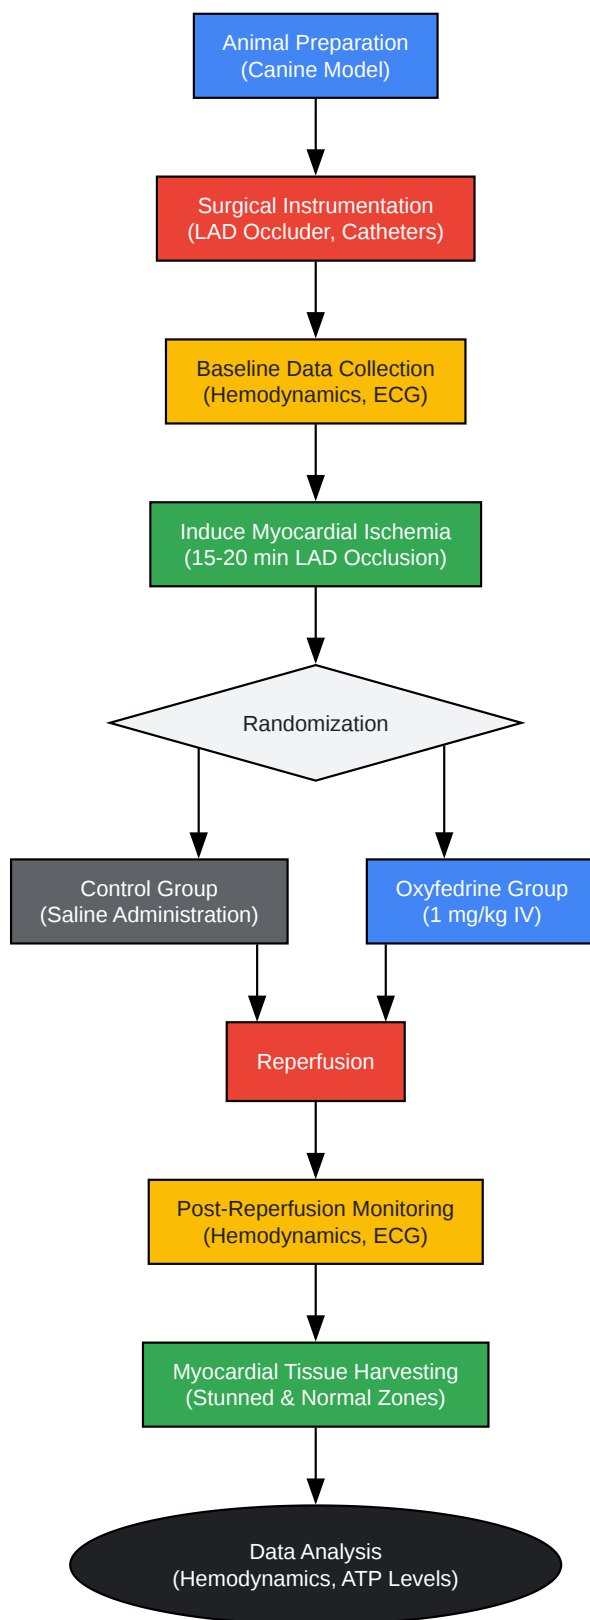 Animal Preparation
(Canine Model)
Surgical Instrumentation
(LAD Occluder, Catheters)
Baseline Data Collection
(Hemodynamics, ECG)
Induce Myocardial Ischemia
(15-20 min LAD Occlusion)
Randomization
Control Group
(Saline Administration)
Oxyfedrine Group
(1 mg/kg IV)
Reperfusion
Post-Reperfusion Monitoring
(Hemodynamics, ECG)
Myocardial Tissue Harvesting
(Stunned & Normal Zones)
Data Analysis
(Hemodynamics, ATP Levels)